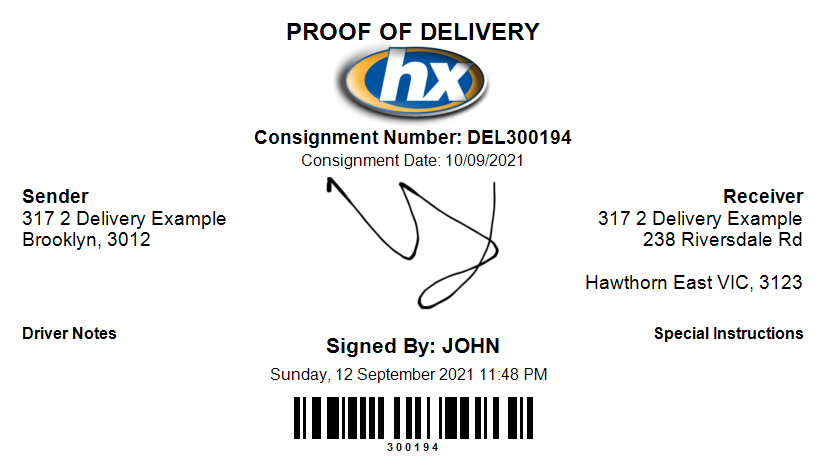 PROOF OF DELIVERY
hx
Consignment Number: DEL300194
Consignment Date: 10/09/2021
Sender
317 2 Delivery Example
Brooklyn, 3012
Receiver
317 2 Delivery Example
238 Riversdale Rd
Hawthorn East VIC, 3123
Driver Notes
Special Instructions
Signed By: JOHN
Sunday, 12 September 2021 11:48 PM
300194